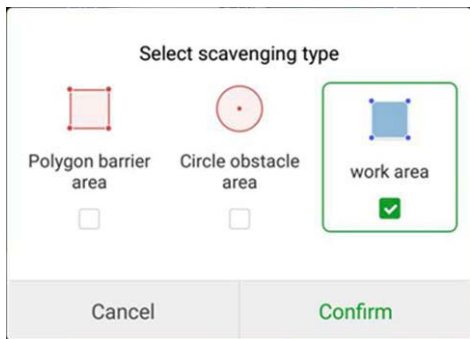 Select scavenging type
Polygon barrier
area
Circle obstacle
area
work area
Cancel
Confirm